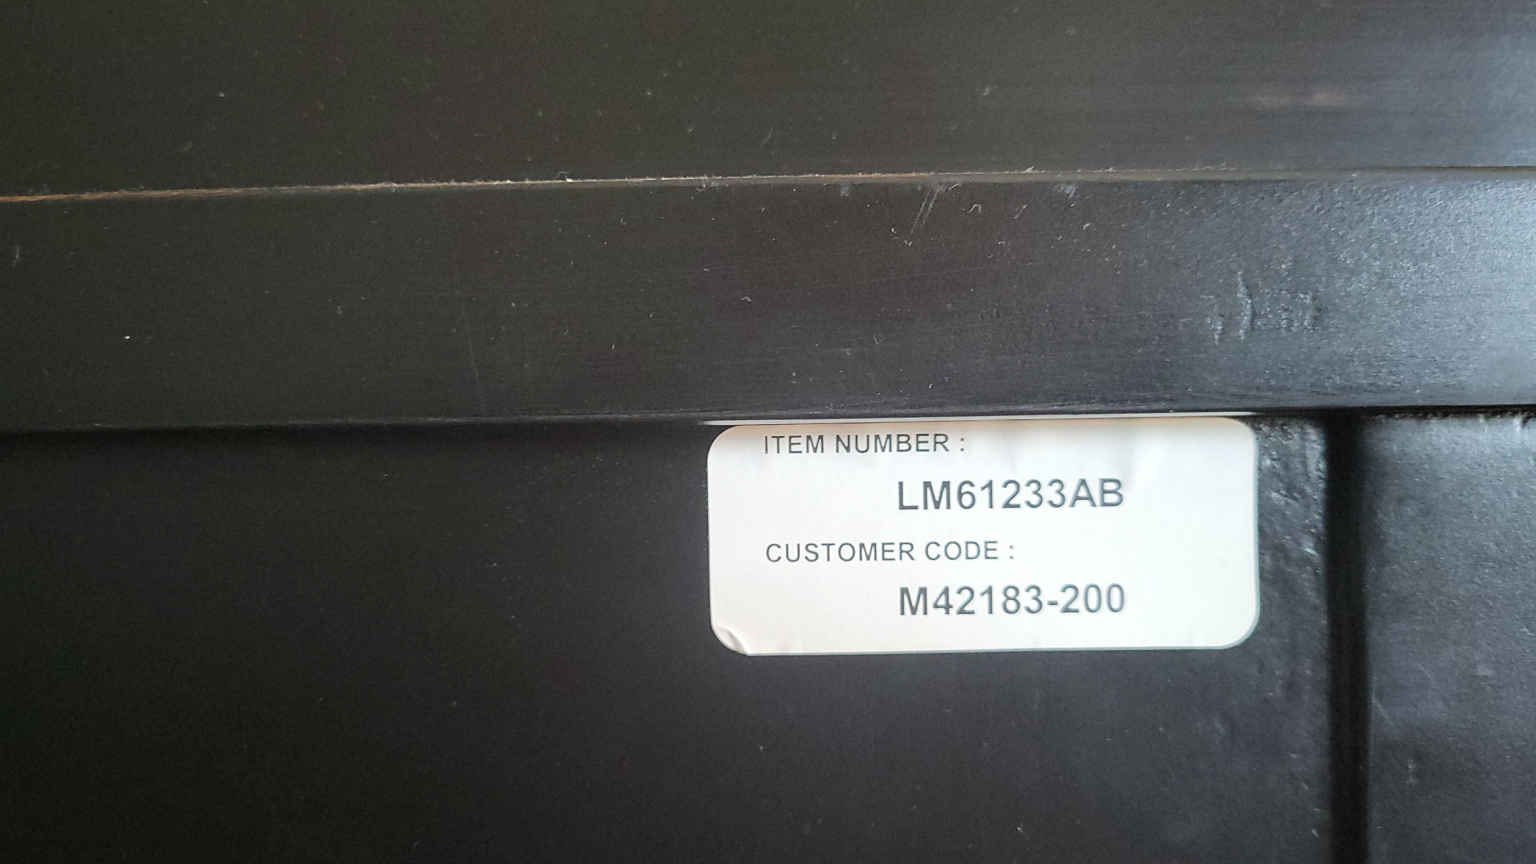 ITEM NUMBER :
LM61233AB
CUSTOMER CODE :
M42183-200